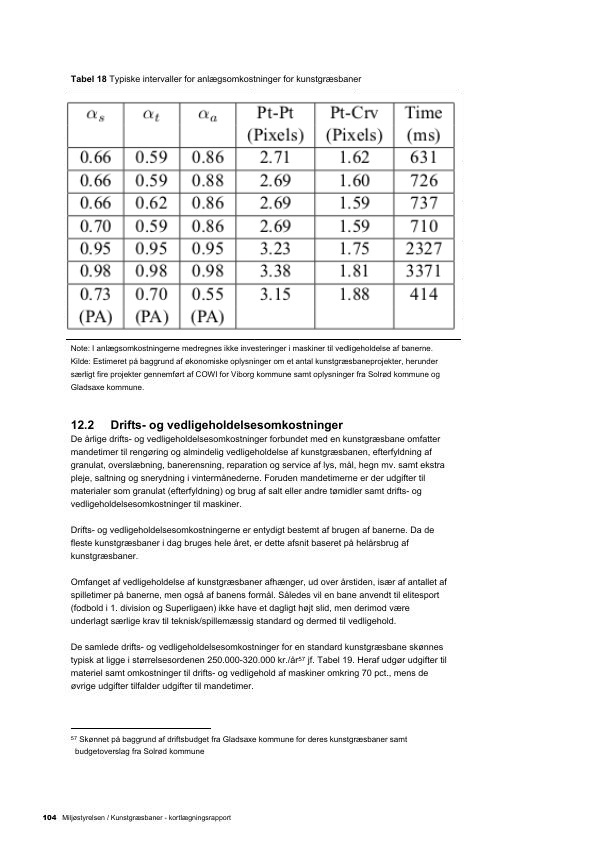 Tabel 18 Typiske intervaller for anlægsomkostninger for kunstgræsbaner
αs αt αa Pt-Pt (Pixels) Pt-Crv (Pixels) Time (ms)
0.66 0.59 0.86 2.71 1.62 631
0.66 0.59 0.88 2.69 1.60 726
0.66 0.62 0.86 2.69 1.59 737
0.70 0.59 0.86 2.69 1.59 710
0.95 0.95 0.95 3.23 1.75 2327
0.98 0.98 0.98 3.38 1.81 3371
0.73 (PA) 0.70 (PA) 0.55 (PA) 3.15 1.88 414
Note: I anlægsomkostningerne medregnes ikke investeringer i maskiner til vedligeholdelse af banerne.
Kilde: Estimeret på baggrund af økonomiske oplysninger om et antal kunstgræsbaneprojekter, herunder
særligt fire projekter gennemført af COWI for Viborg kommune samt oplysninger fra Solrød kommune og
Gladsaxe kommune.
12.2 Drifts- og vedligeholdelsesomkostninger
De årlige drifts- og vedligeholdelsesomkostninger forbundet med en kunstgræsbane omfatter
mandetimer til rengøring og almindelig vedligeholdelse af kunstgræsbanen, efterfyldning af
granulat, overslæbning, banerensning, reparation og service af lys, mål, hegn mv. samt ekstra
pleje, saltning og snerydning i vintermånederne. Foruden mandetimerne er der udgifter til
materialer som granulat (efterfyldning) og brug af salt eller andre tømidler samt drifts- og
vedligeholdelsesomkostninger til maskiner.
Drifts- og vedligeholdelsesomkostningerne er entydigt bestemt af brugen af banerne. Da de
fleste kunstgræsbaner i dag bruges hele året, er dette afsnit baseret på helårsbrug af
kunstgræsbaner.
Omfanget af vedligeholdelse af kunstgræsbaner afhænger, ud over årstiden, især af antallet af
spilletimer på banerne, men også af banens formål. Således vil en bane anvendt til elitesport
(fodbold i 1. division og Superligaen) ikke have et dagligt højt slid, men derimod være
underlagt særlige krav til teknisk/spillemæssig standard og dermed til vedligehold.
De samlede drifts- og vedligeholdelsesomkostninger for en standard kunstgræsbane skønnes
typisk at ligge i størrelsesordenen 250.000-320.000 kr./år⁵⁷ jf. Tabel 19. Heraf udgør udgifter til
materiel samt omkostninger til drifts- og vedligehold af maskiner omkring 70 pct., mens de
øvrige udgifter tilfalder udgifter til mandetimer.
⁵⁷ Skønnet på baggrund af driftsbudget fra Gladsaxe kommune for deres kunstgræsbaner samt
budgetoverslag fra Solrød kommune
104 Miljøstyrelsen / Kunstgræsbaner - kortlægningsrapport